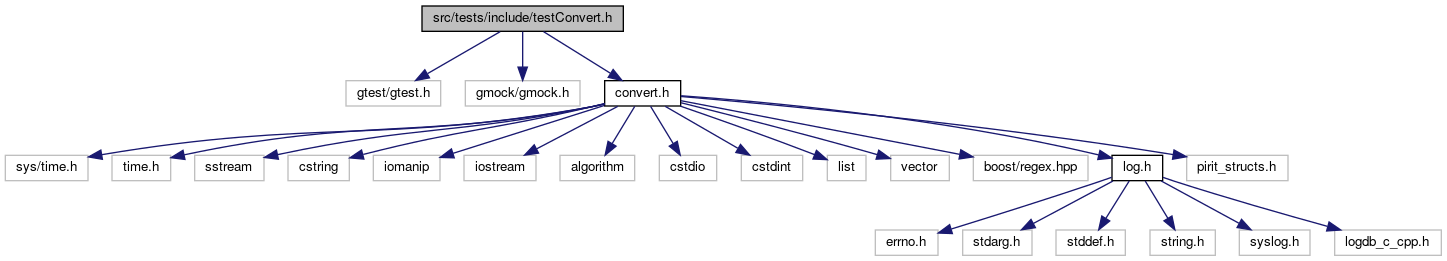 src/tests/include/testConvert.h
gtest/gtest.h
gmock/gmock.h
convert.h
sys/time.h
time.h
sstream
cstring
iomanip
iostream
algorithm
cstdio
cstdint
list
vector
boost/regex.hpp
log.h
pirit_structs.h
errno.h
stdarg.h
stddef.h
string.h
syslog.h
logdb_c_cpp.h